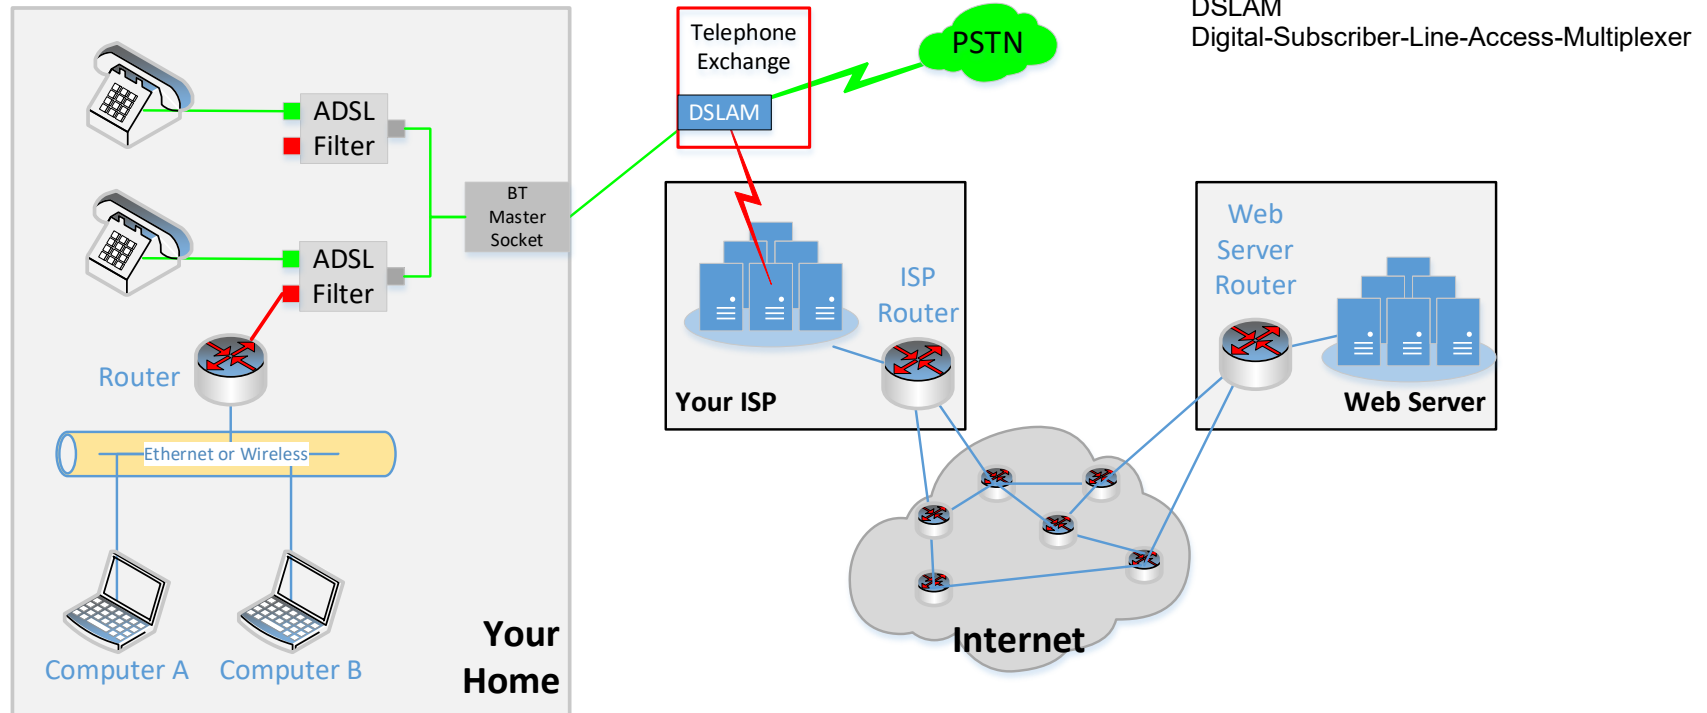 DSLAM
Digital-Subscriber-Line-Access-Multiplexer
Telephone
Exchange
DSLAM
PSTN
ADSL
Filter
BT
Master
Socket
ADSL
Filter
Router
Ethernet or Wireless
Computer A
Computer B
Your
Home
ISP
Router
Your ISP
Web
Server
Router
Web Server
Internet